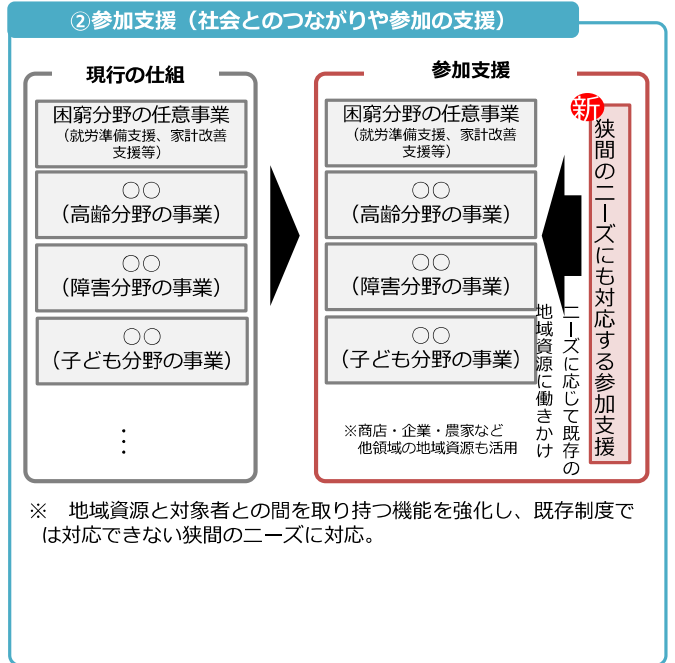 ②参加支援（社会とのつながりや参加の支援）
現行の仕組
困窮分野の任意事業
（就労準備支援、家計改善
支援等）
○○
（高齢分野の事業）
○○
（障害分野の事業）
○○
（子ども分野の事業）
…
参加支援
困窮分野の任意事業
（就労準備支援、家計改善
支援等）
○○
（高齢分野の事業）
○○
（障害分野の事業）
○○
（子ども分野の事業）
※商店・企業・農家など
他領域の地域資源も活用
新
狭間のニーズにも対応する参加支援
ニーズに応じて既存の
地域資源に働きかけ
※　地域資源と対象者との間を取り持つ機能を強化し、既存制度で
は対応できない狭間のニーズに対応。